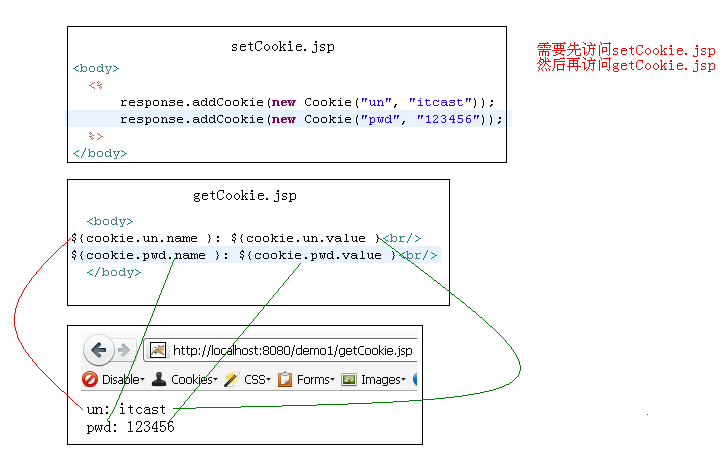 setCookie.jsp
需要先访问setCookie.jsp
然后再访问getCookie.jsp
<body>
<%
response.addCookie(new Cookie("un", "itcast"));
response.addCookie(new Cookie("pwd", "123456"));
%>
</body>
getCookie.jsp
<body>
${cookie.un.name }: ${cookie.un.value }<br/>
${cookie.pwd.name }: ${cookie.pwd.value }<br/>
</body>
http://localhost:8080/demo1/getCookie.jsp
Disable Cookies CSS Forms Images
un: itcast
pwd: 123456